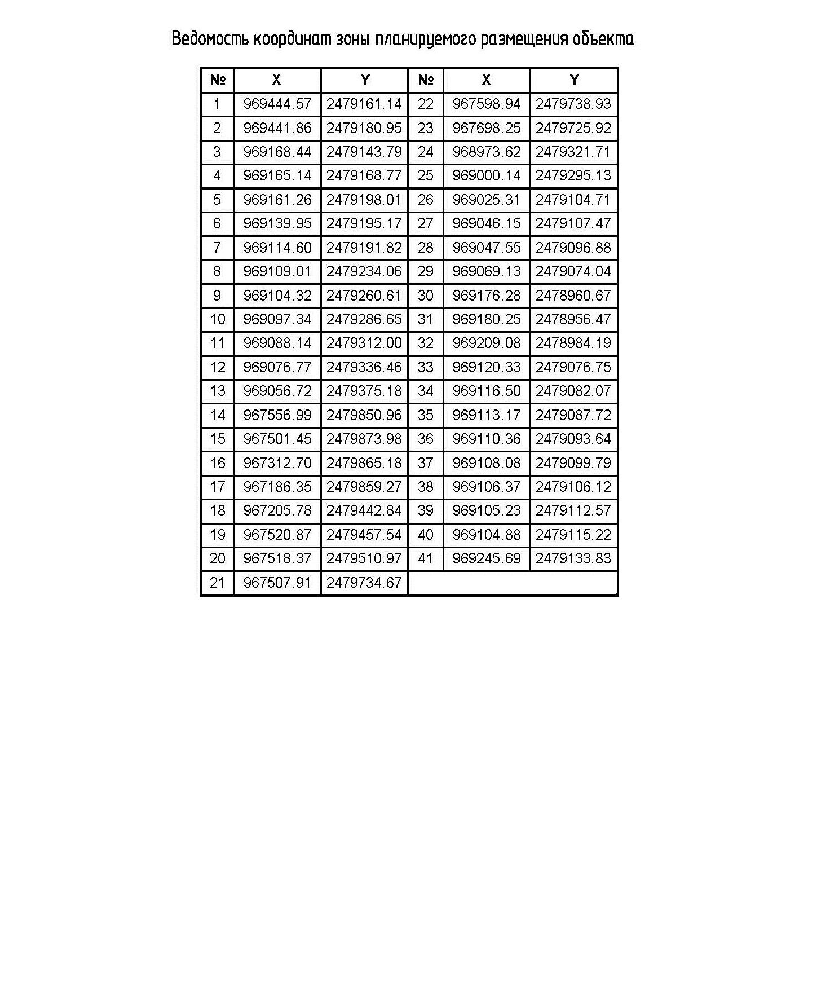 Ведомость координат зоны планируемого размещения объекта
№ X Y № X Y
1 969444.57 2479161.14 22 967598.94 2479738.93
2 969441.86 2479180.95 23 967698.25 2479725.92
3 969168.44 2479143.79 24 968973.62 2479321.71
4 969165.14 2479168.77 25 969000.14 2479295.13
5 969161.26 2479198.01 26 969025.31 2479104.71
6 969139.95 2479195.17 27 969046.15 2479107.47
7 969114.60 2479191.82 28 969047.55 2479096.88
8 969109.01 2479234.06 29 969069.13 2479074.04
9 969104.32 2479260.61 30 969176.28 2478960.67
10 969097.34 2479286.65 31 969180.25 2478956.47
11 969088.14 2479312.00 32 969209.08 2478984.19
12 969076.77 2479336.46 33 969120.33 2479076.75
13 969056.72 2479375.18 34 969116.50 2479082.07
14 967556.99 2479850.96 35 969113.17 2479087.72
15 967501.45 2479873.98 36 969110.36 2479093.64
16 967312.70 2479865.18 37 969108.08 2479099.79
17 967186.35 2479859.27 38 969106.37 2479106.12
18 967205.78 2479442.84 39 969105.23 2479112.57
19 967520.87 2479457.54 40 969104.88 2479115.22
20 967518.37 2479510.97 41 969245.69 2479133.83
21 967507.91 2479734.67